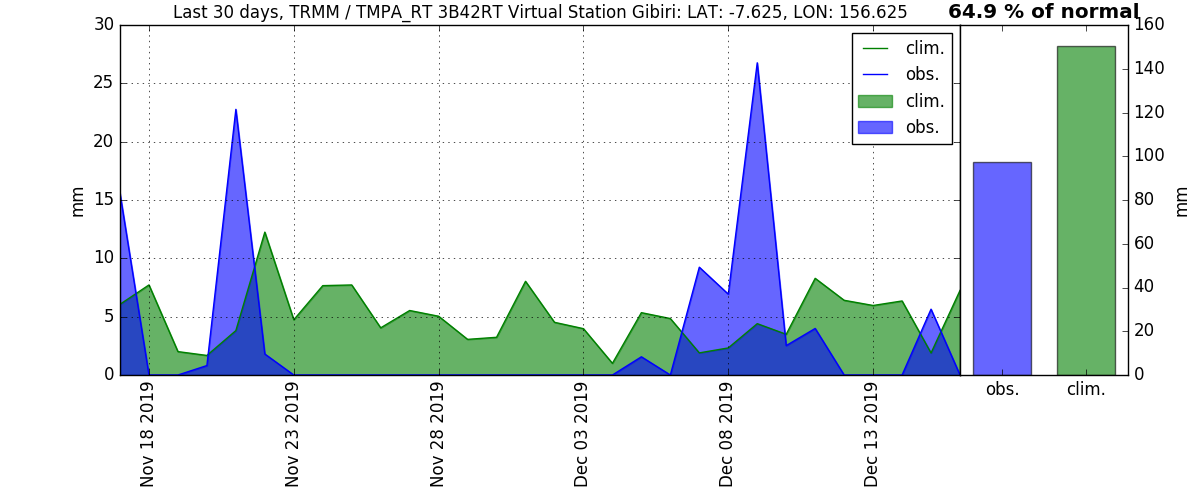 Last 30 days, TRMM / TMPA_RT 3B42RT Virtual Station Gibiri: LAT: -7.625, LON: 156.625
64.9 % of normal
30
25
20
15
10
5
0
mm
clim.
obs.
clim.
obs.
Nov 18 2019
Nov 23 2019
Nov 28 2019
Dec 03 2019
Dec 08 2019
Dec 13 2019
160
140
120
100
80
60
40
20
0
mm
obs.
clim.